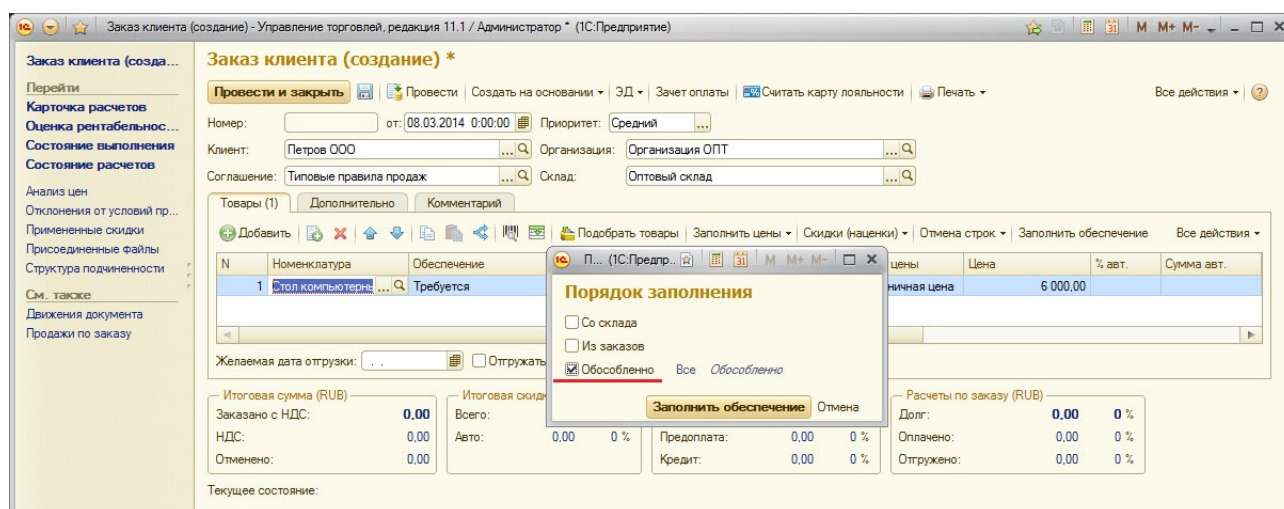 Заказ клиента (создание) - Управление торговлей, редакция 11.1 / Администратор * (1С:Предприятие) M M+ M-
Заказ клиента (созда...
Перейти
Карточка расчетов
Оценка рентабельнос...
Состояние выполнения
Состояние расчетов
Анализ цен
Отклонения от условий пр...
Примененные скидки
Присоединенные файлы
Структура подчиненности
См. также
Движения документа
Продажи по заказу
Заказ клиента (создание) *
Провести и закрыть Провести Создать на основании ЭД Зачет оплаты Считать карту лояльности Печать Все действия
Номер: от: 08.03.2014 0:00:00 Приоритет: Средний ...
Клиент: Петров ООО ... Организация: Организация ОПТ ...
Соглашение: Типовые правила продаж ... Склад: Оптовый склад ...
Товары (1) Дополнительно Комментарий
Добавить Подобрать товары Заполнить цены Скидки (наценки) Отмена строк Заполнить обеспечение Все действия
N Номенклатура Обеспечение цены Цена % авт. Сумма авт.
1 Стол компьютерны ... Требуется ничная цена 6 000,00
Желаемая дата отгрузки: . . Отгружать
П... (1С:Предпр... M M+ M-
Порядок заполнения
Со склада
Из заказов
Обособленно Все Обособленно
Заполнить обеспечение Отмена
Итоговая сумма (RUB) Итоговая скид Расчеты по заказу (RUB)
Заказано с НДС: 0,00 Всего: Долг: 0,00 0 %
НДС: 0,00 Авто: 0,00 0 % Предоплата: 0,00 0 % Оплачено: 0,00 0 %
Отменено: 0,00 Кредит: 0,00 0 % Отгружено: 0,00 0 %
Текущее состояние: